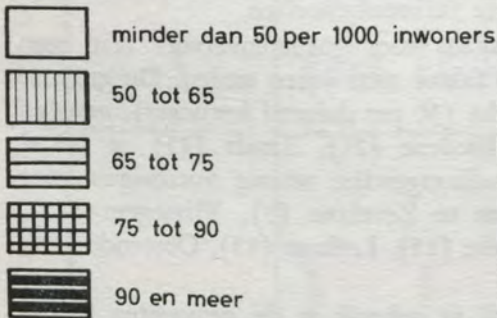 minder dan 50 per 1000 inwoners
50 tot 65
65 tot 75
75 tot 90
90 en meer